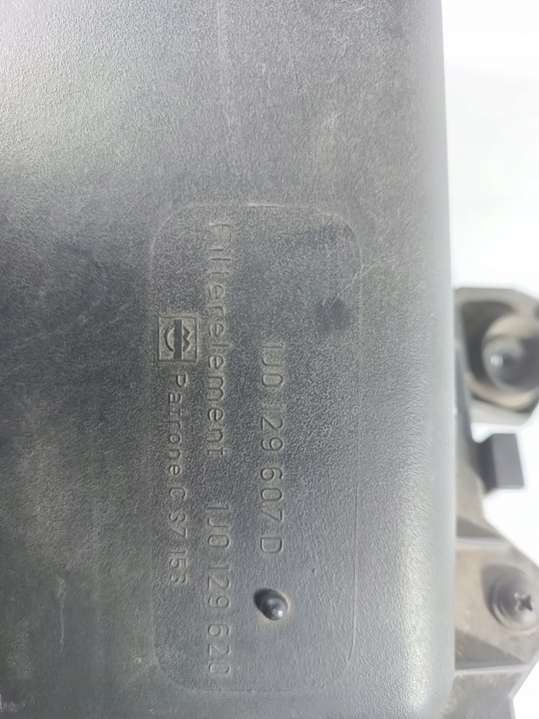 1J0 129 607 D
Filterelement 1J0 129 620
Patrone C 37 153